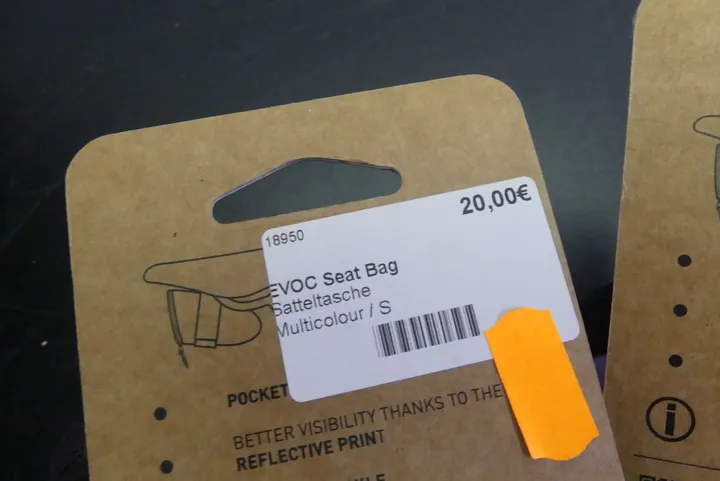 20,00€
18950
EVOC Seat Bag
Satteltasche
Multicolour / S
POCKET
BETTER VISIBILITY THANKS TO THE
REFLECTIVE PRINT
i